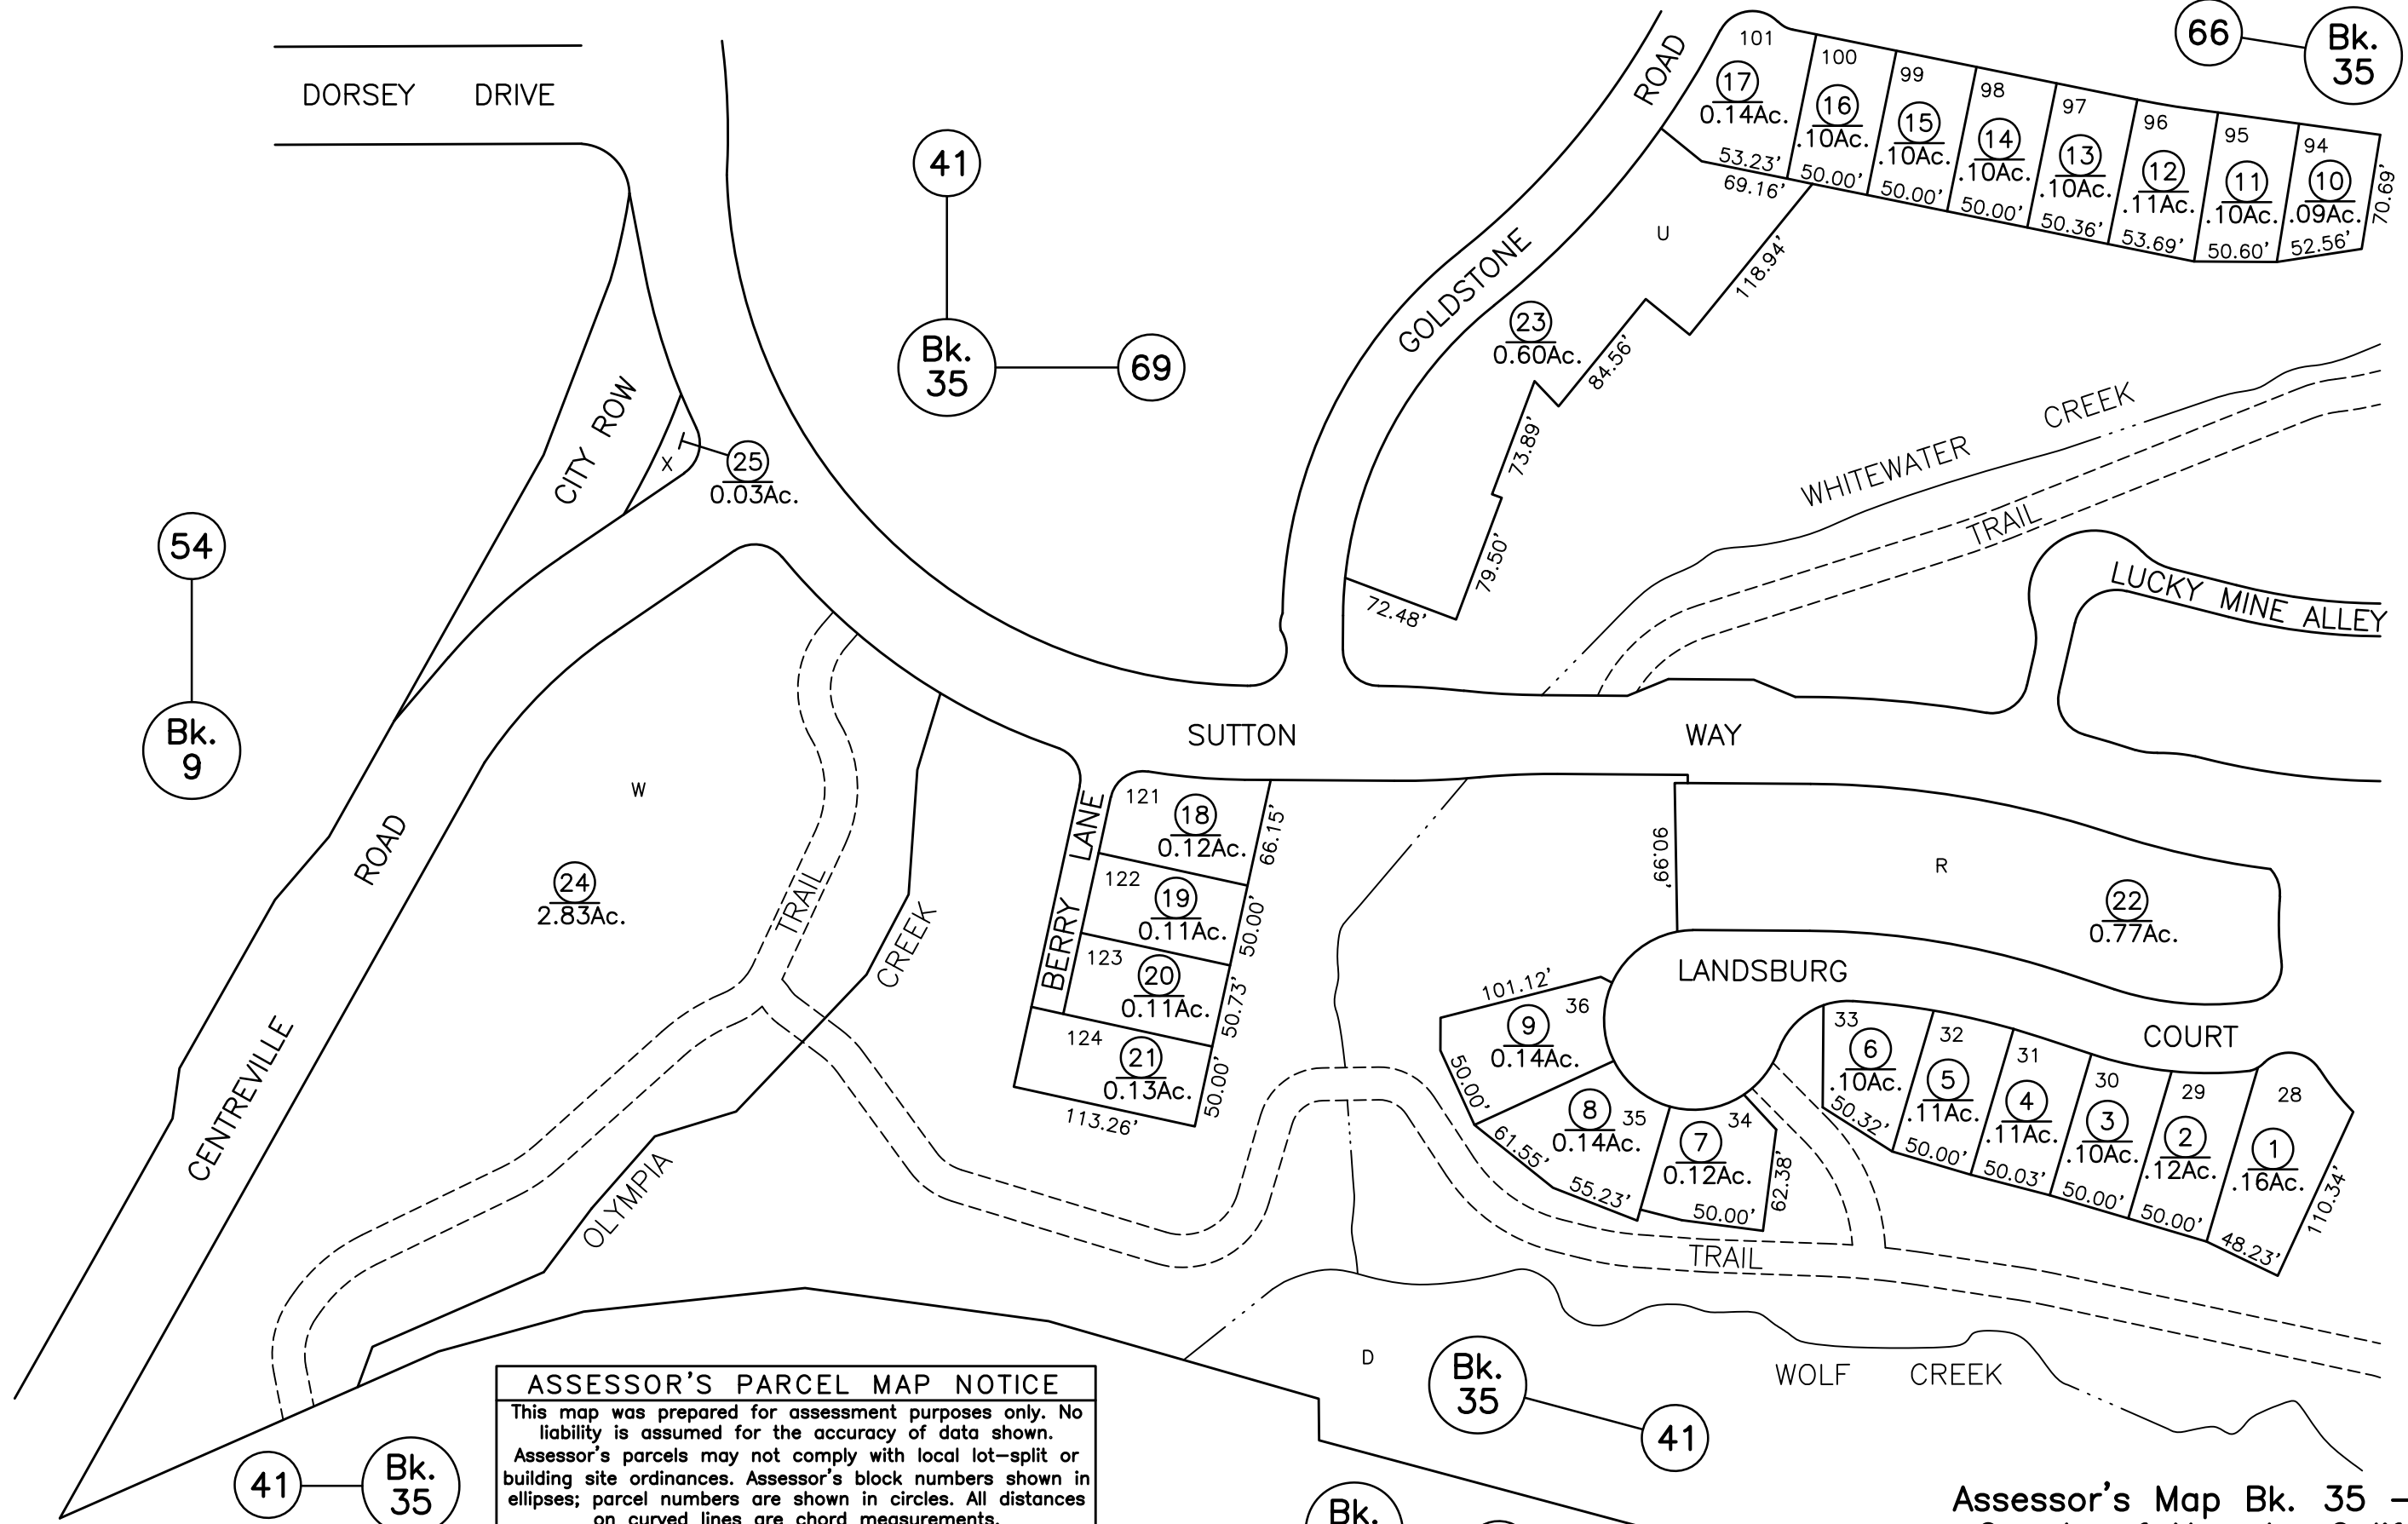 DORSEY DRIVE
41
Bk.
35
69
66
Bk.
35
ROAD
GOLDSTONE
101
17
0.14Ac.
53.23'
69.16'
100
16
.10Ac.
50.00'
99
15
.10Ac.
50.00'
98
14
.10Ac.
50.00'
97
13
.10Ac.
50.36'
96
12
.11Ac.
53.69'
95
11
.10Ac.
50.60'
94
10
.09Ac.
52.56'
70.69'
U
118.94'
23
0.60Ac.
84.56'
73.89'
79.50'
72.48'
CITY ROW
X
25
0.03Ac.
54
Bk.
9
WHITEWATER CREEK
TRAIL
LUCKY MINE ALLEY
SUTTON WAY
W
24
2.83Ac.
CENTREVILLE ROAD
TRAIL
OLYMPIA CREEK
BERRY LANE
121
18
0.12Ac.
66.15'
122
19
0.11Ac.
50.00'
123
20
0.11Ac.
50.73'
124
21
0.13Ac.
50.00'
113.26'
90.99'
R
22
0.77Ac.
LANDSBURG COURT
101.12'
36
9
0.14Ac.
50.00'
8
35
0.14Ac.
61.55'
55.23'
34
7
0.12Ac.
62.38'
50.00'
33
6
.10Ac.
50.32'
32
5
.11Ac.
50.00'
31
4
.11Ac.
50.03'
30
3
.10Ac.
50.00'
29
2
.12Ac.
50.00'
28
1
.16Ac.
48.23'
110.34'
TRAIL
WOLF CREEK
D
Bk.
35
41
41
Bk.
35
ASSESSOR'S PARCEL MAP NOTICE
This map was prepared for assessment purposes only. No
liability is assumed for the accuracy of data shown.
Assessor's parcels may not comply with local lot-split or
building site ordinances. Assessor's block numbers shown in
ellipses; parcel numbers are shown in circles. All distances
on curved lines are chord measurements.
Bk.
Assessor's Map Bk. 35 -